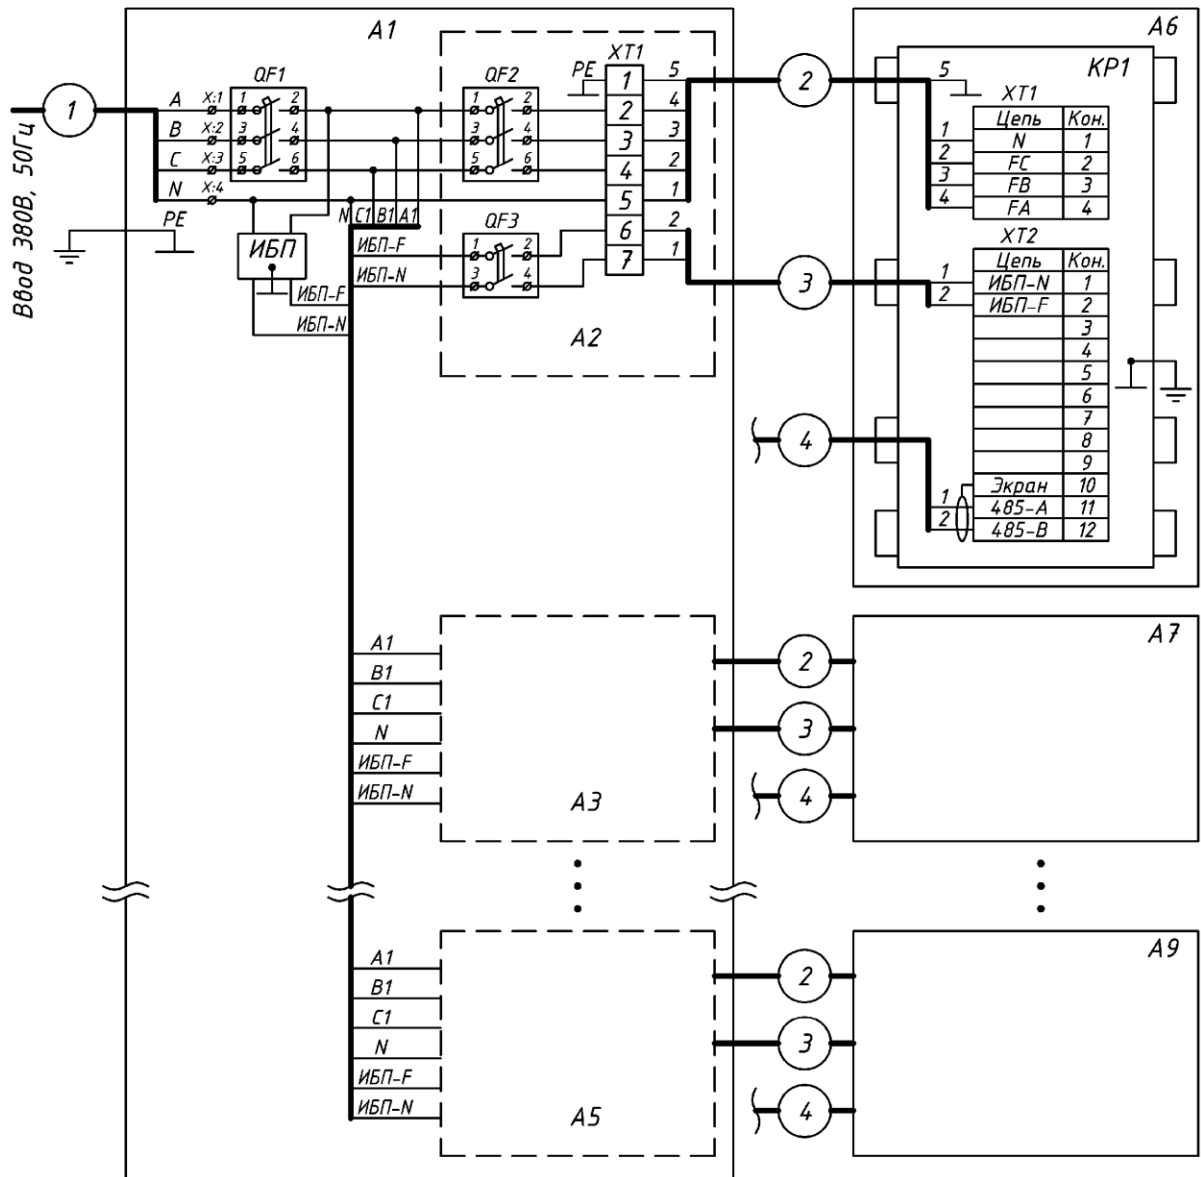 A1
A6
Ввод 380В, 50Гц
1
A X:1
B X:2
C X:3
N X:4
PE
QF1
1 2
3 4
5 6
ИБП
ИБП-F
ИБП-N
N C1 B1 A1
ИБП-F
ИБП-N
QF2
1 2
3 4
5 6
QF3
1 2
3 4
A2
XT1
PE 1 5
2 4
3 3
4 2
5 1
6 2
7 1
2
3
4
KP1
5
XT1
Цепь Кон.
1 N 1
2 FC 2
3 FB 3
4 FA 4
XT2
Цепь Кон.
1 ИБП-N 1
2 ИБП-F 2
3
4
5
6
7
8
9
Экран 10
1 485-A 11
2 485-B 12
A1
B1
C1
N
ИБП-F
ИБП-N
A3
2
3
4
A7
A1
B1
C1
N
ИБП-F
ИБП-N
A5
2
3
4
A9